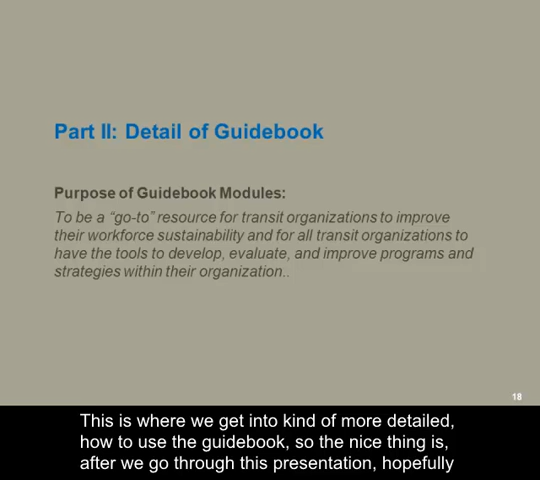 Part II: Detail of Guidebook
Purpose of Guidebook Modules:
To be a “go-to” resource for transit organizations to improve
their workforce sustainability and for all transit organizations to
have the tools to develop, evaluate, and improve programs and
strategies within their organization..
18
This is where we get into kind of more detailed,
how to use the guidebook, so the nice thing is,
after we go through this presentation, hopefully